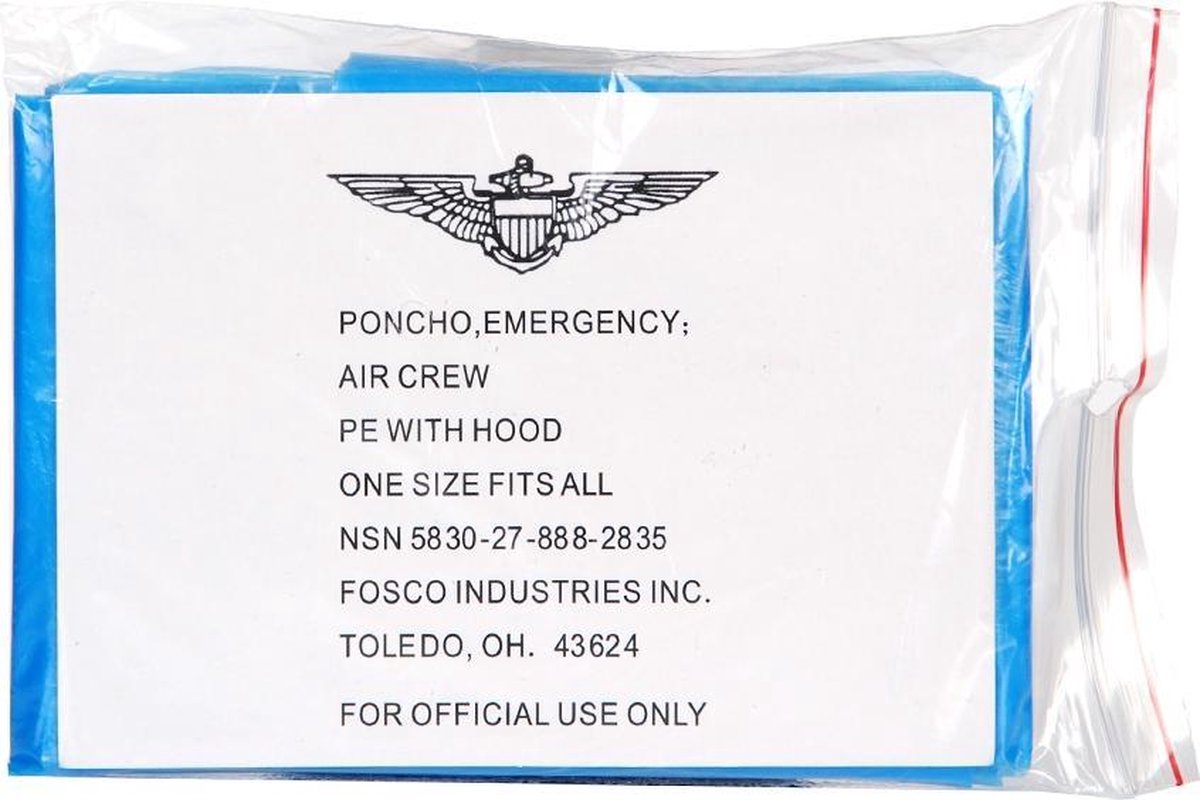 PONCHO,EMERGENCY;
AIR CREW
PE WITH HOOD
ONE SIZE FITS ALL
NSN 5830-27-888-2835
FOSCO INDUSTRIES INC.
TOLEDO, OH. 43624
FOR OFFICIAL USE ONLY